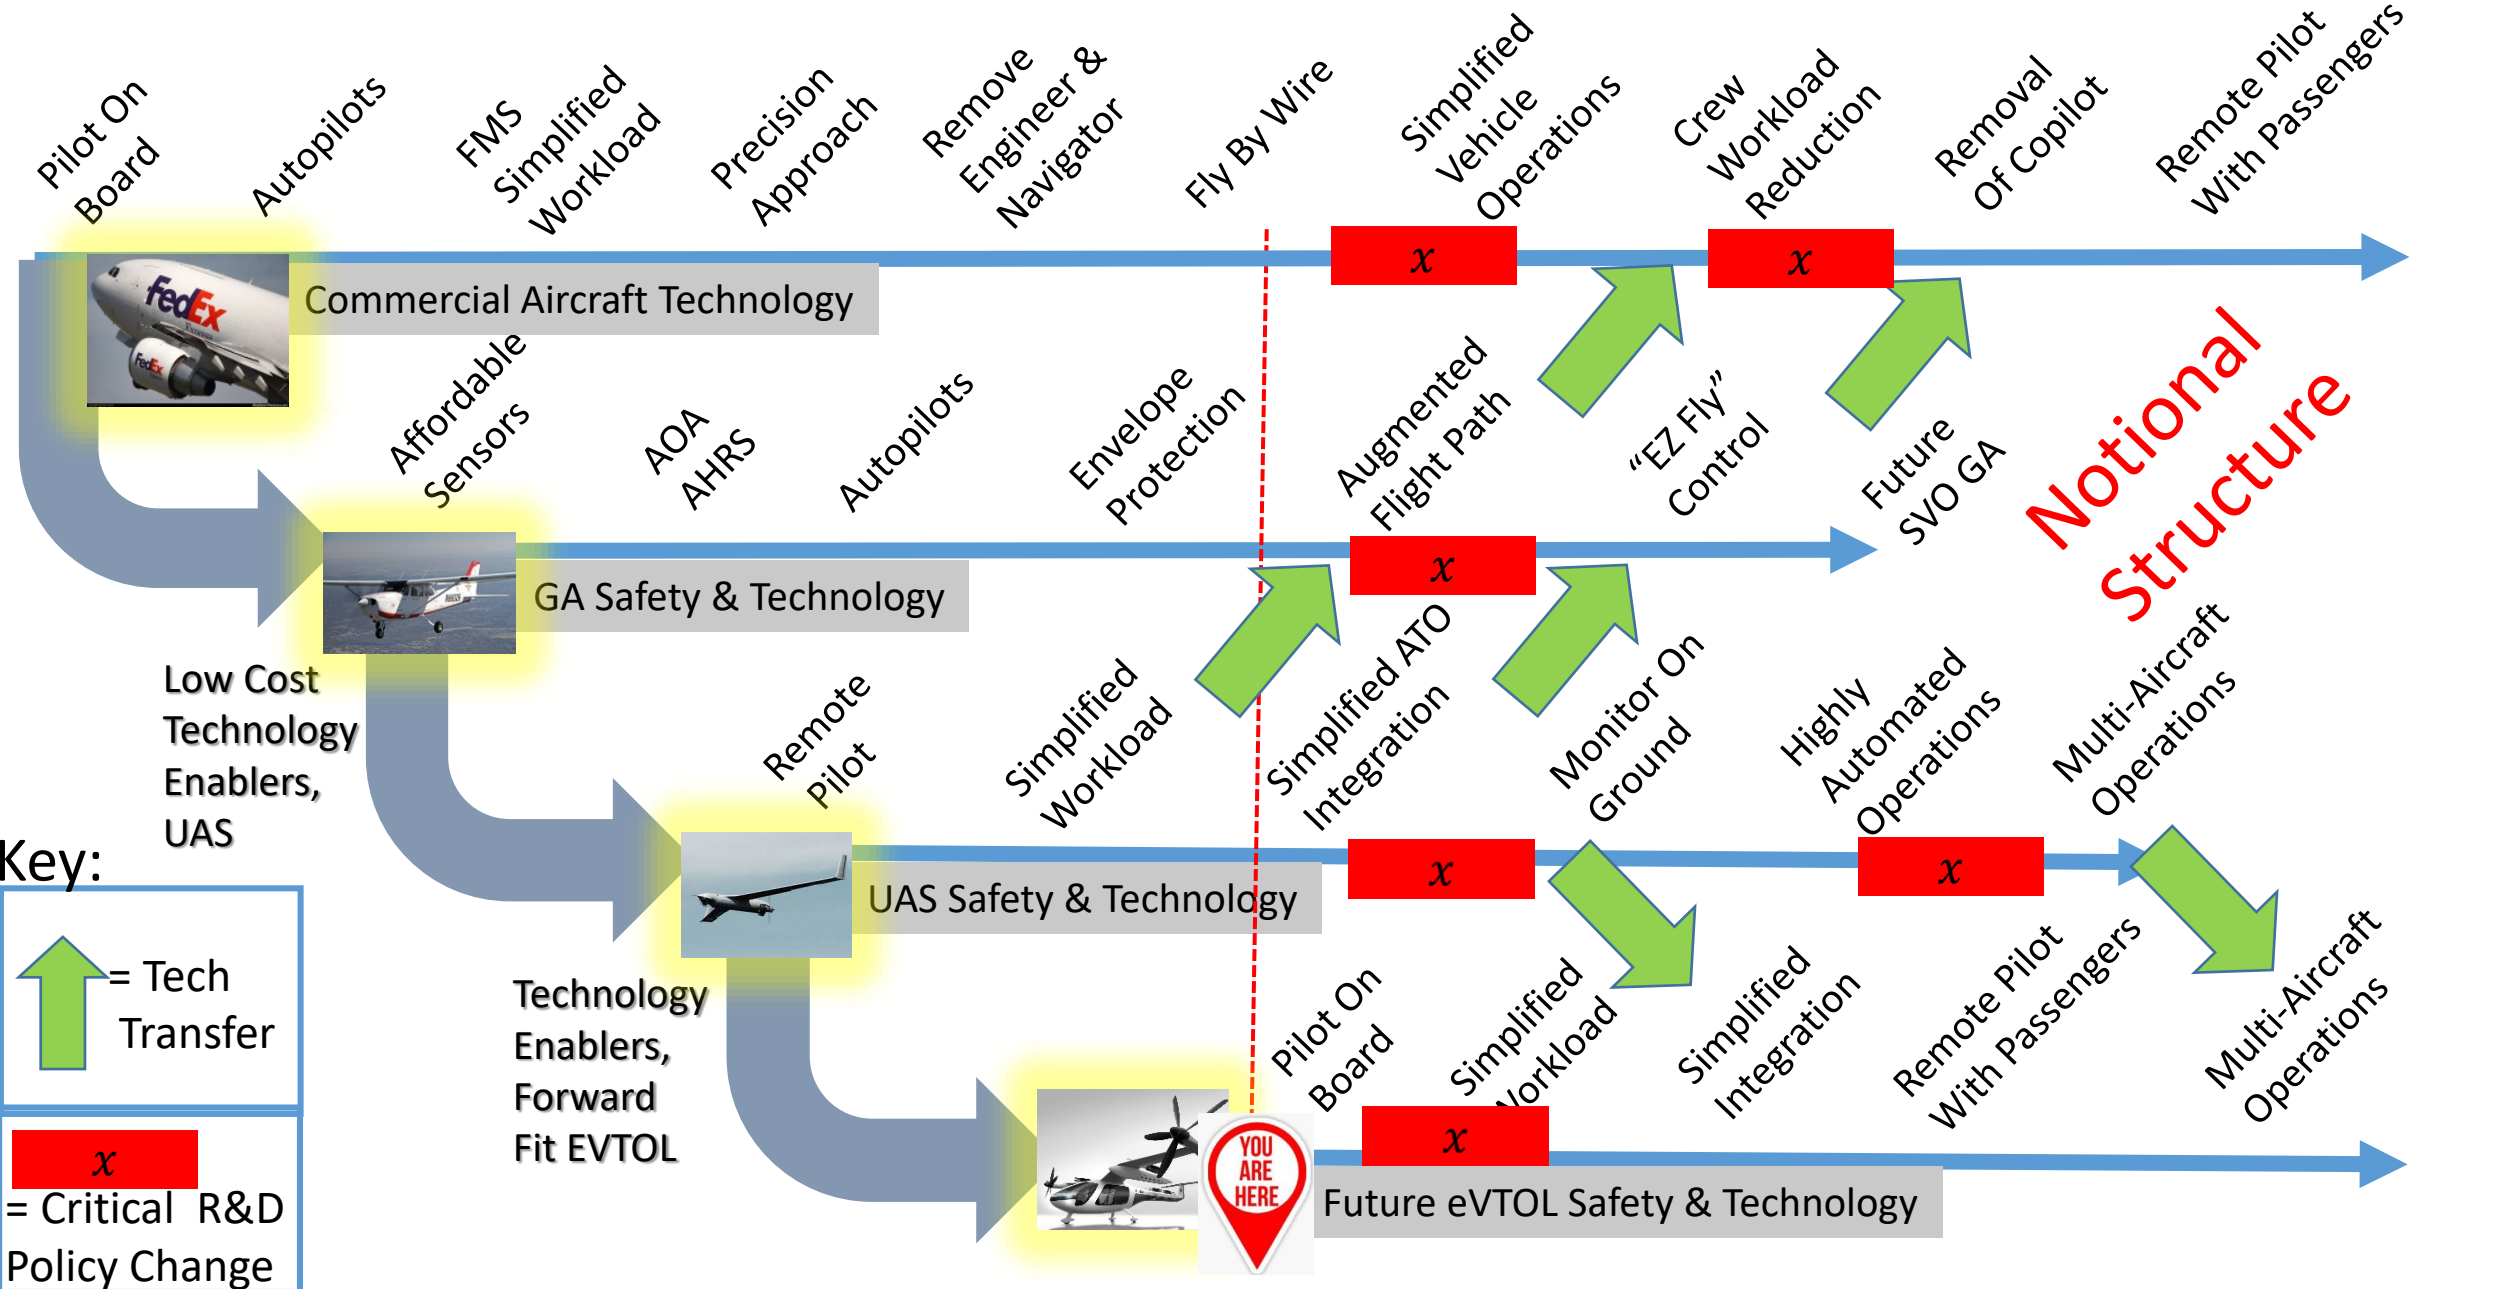 Pilot On
Board
Autopilots
FMS
Simplified
Workload
Precision
Approach
Remove
Engineer &
Navigator
Fly By Wire
Simplified
Vehicle
Operations
Crew
Workload
Reduction
Removal
Of Copilot
Remote Pilot
With Passengers
x
x
FedEx
Express
FedEx
Commercial Aircraft Technology
Affordable
Sensors
AOA
AHRS
Autopilots
Envelope
Protection
Augmented
Flight Path
“EZ Fly”
Control
Future
SVO GA
Notional
Structure
x
GA Safety & Technology
Low Cost
Technology
Enablers,
UAS
Remote
Pilot
Simplified
Workload
Simplified ATO
Integration
Monitor On
Ground
Highly
Automated
Operations
Multi-Aircraft
Operations
x
x
UAS Safety & Technology
Technology
Enablers,
Forward
Fit EVTOL
Pilot On
Board
Simplified
Workload
Simplified
Integration
Remote Pilot
With Passengers
Multi-Aircraft
Operations
x
YOU
ARE
HERE
Future eVTOL Safety & Technology
Key:
= Tech
Transfer
x
= Critical R&D
Policy Change